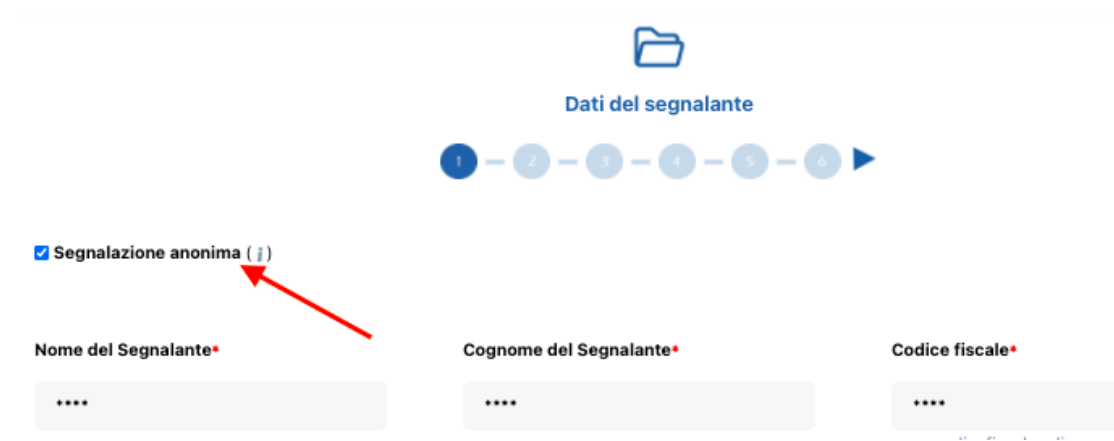 Dati del segnalante
1 2 3 4 5 6
Segnalazione anonima (i)
Nome del Segnalante* Cognome del Segnalante* Codice fiscale*
**** **** ****